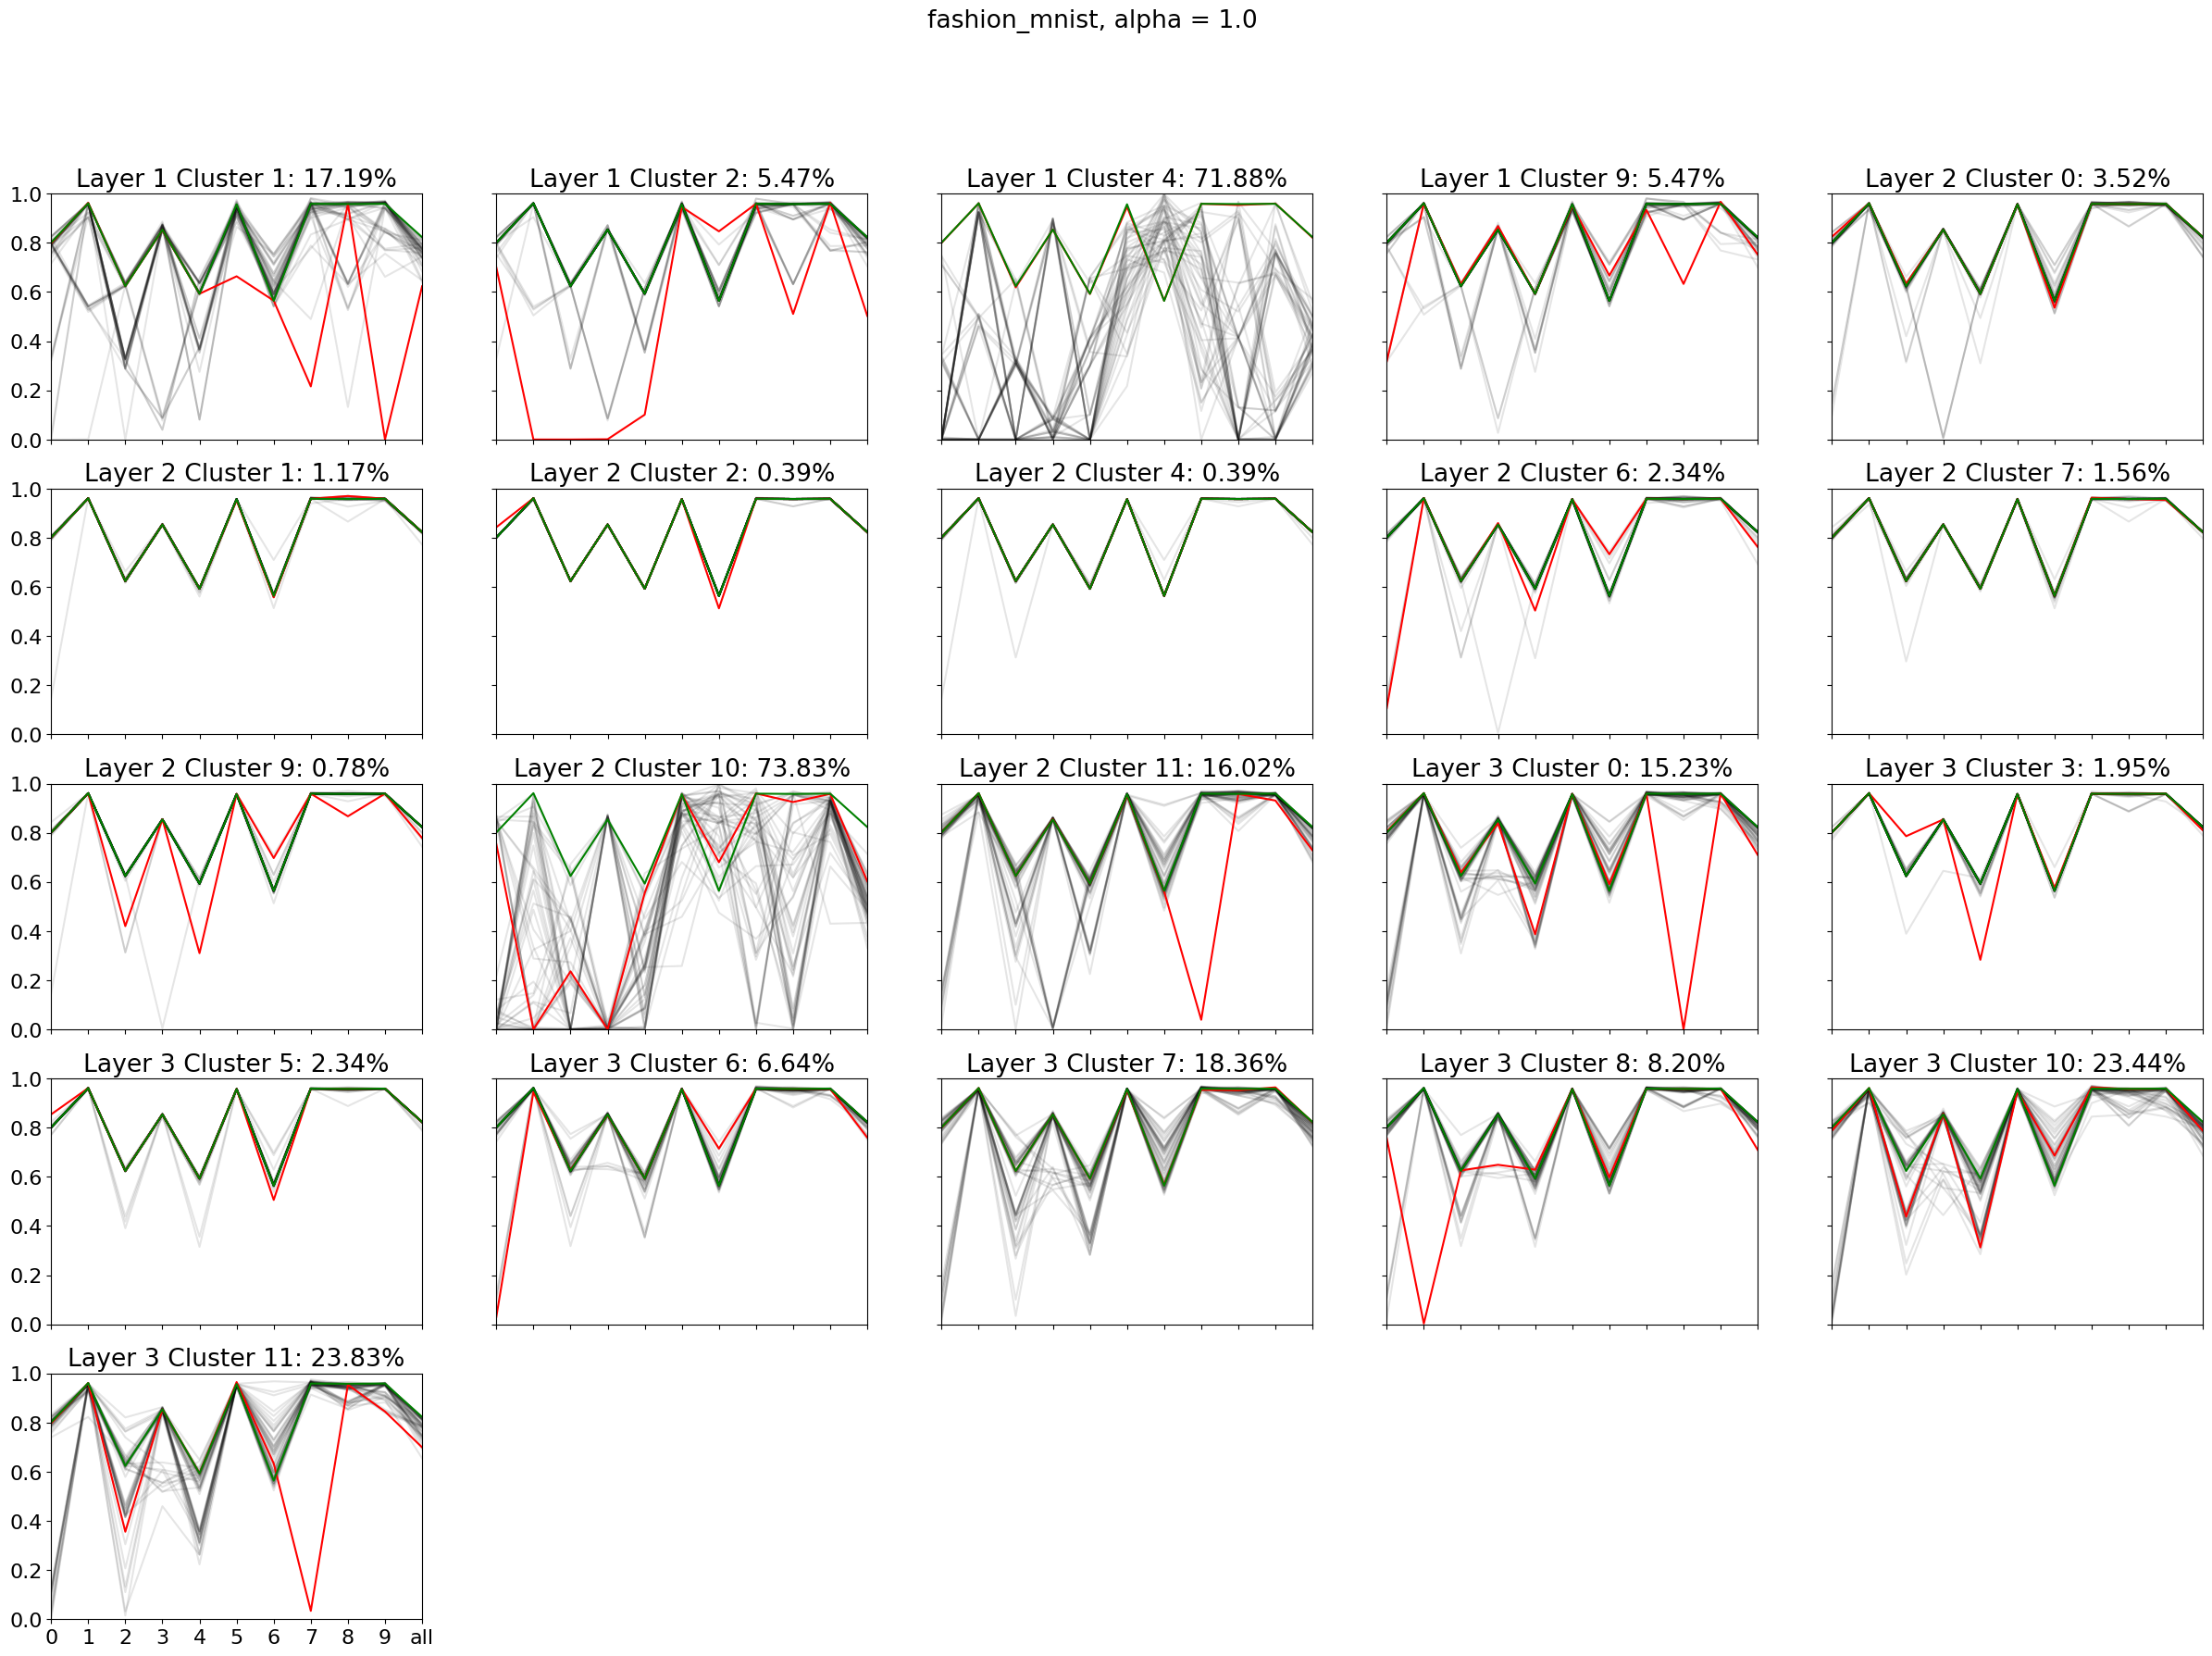 fashion_mnist, alpha = 1.0
Layer 1 Cluster 1: 17.19%
Layer 1 Cluster 2: 5.47%
Layer 1 Cluster 4: 71.88%
Layer 1 Cluster 9: 5.47%
Layer 2 Cluster 0: 3.52%
1.0
0.8
0.6
0.4
0.2
0.0
Layer 2 Cluster 1: 1.17%
Layer 2 Cluster 2: 0.39%
Layer 2 Cluster 4: 0.39%
Layer 2 Cluster 6: 2.34%
Layer 2 Cluster 7: 1.56%
1.0
0.8
0.6
0.4
0.2
0.0
Layer 2 Cluster 9: 0.78%
Layer 2 Cluster 10: 73.83%
Layer 2 Cluster 11: 16.02%
Layer 3 Cluster 0: 15.23%
Layer 3 Cluster 3: 1.95%
1.0
0.8
0.6
0.4
0.2
0.0
Layer 3 Cluster 5: 2.34%
Layer 3 Cluster 6: 6.64%
Layer 3 Cluster 7: 18.36%
Layer 3 Cluster 8: 8.20%
Layer 3 Cluster 10: 23.44%
1.0
0.8
0.6
0.4
0.2
0.0
Layer 3 Cluster 11: 23.83%
1.0
0.8
0.6
0.4
0.2
0.0
0 1 2 3 4 5 6 7 8 9 all